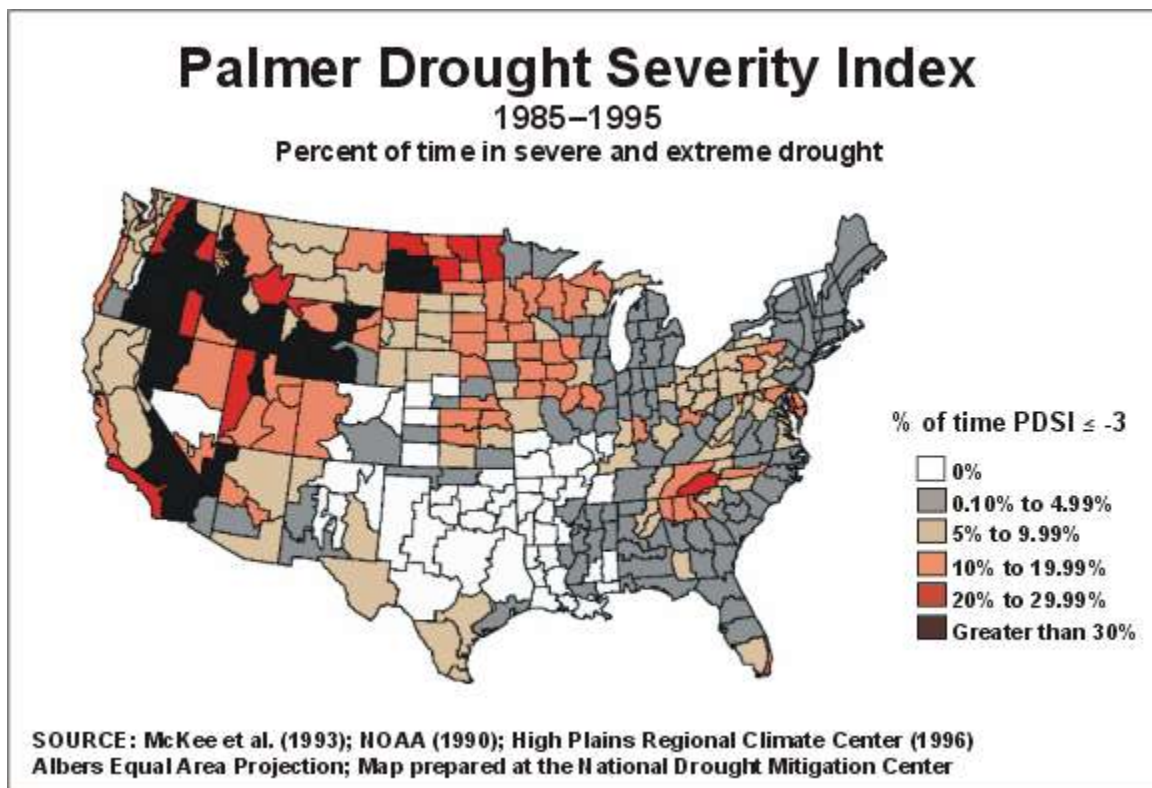 Palmer Drought Severity Index
1985–1995
Percent of time in severe and extreme drought
% of time PDSI ≤ -3
0%
0.10% to 4.99%
5% to 9.99%
10% to 19.99%
20% to 29.99%
Greater than 30%
SOURCE: McKee et al. (1993); NOAA (1990); High Plains Regional Climate Center (1996)
Albers Equal Area Projection; Map prepared at the National Drought Mitigation Center